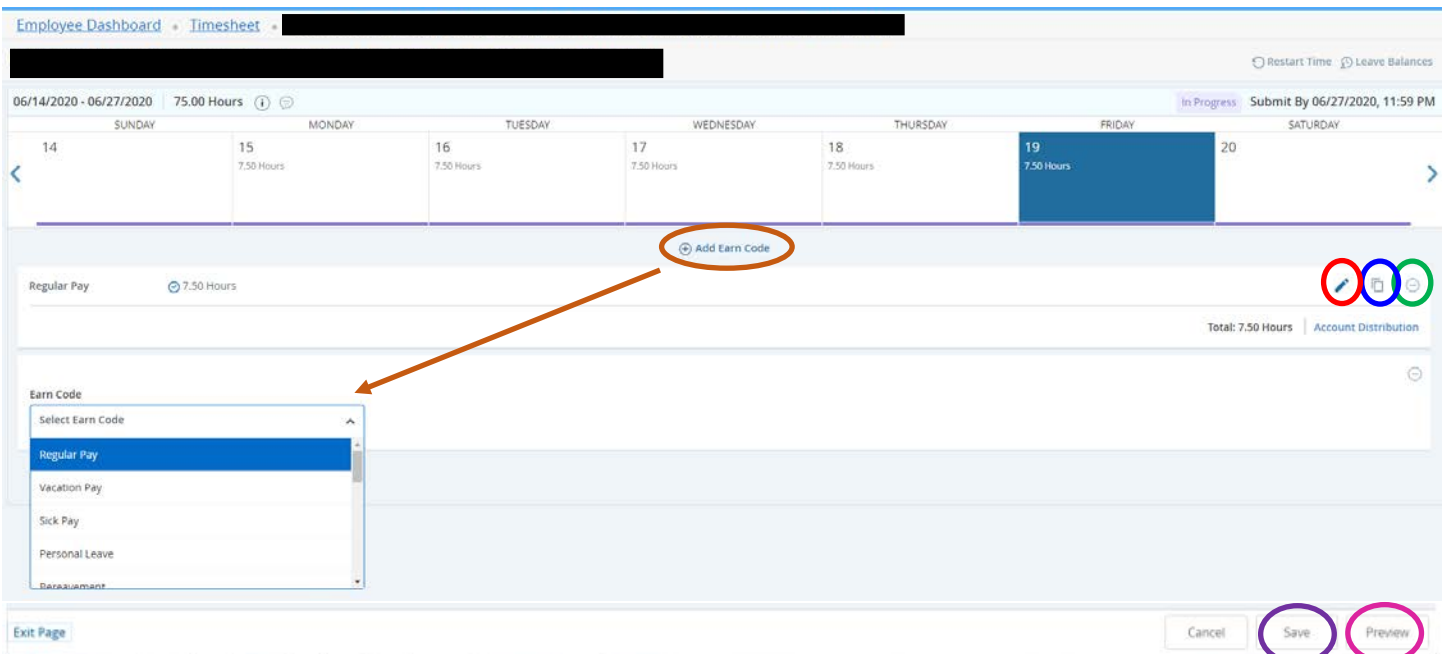 Employee Dashboard • Timesheet •
Restart Time Leave Balances
06/14/2020 - 06/27/2020 75.00 Hours In Progress Submit By 06/27/2020, 11:59 PM
SUNDAY MONDAY TUESDAY WEDNESDAY THURSDAY FRIDAY SATURDAY
14 15 16 17 18 19 20
7.50 Hours 7.50 Hours 7.50 Hours 7.50 Hours 7.50 Hours
Add Earn Code
Regular Pay 7.50 Hours
Total: 7.50 Hours Account Distribution
Earn Code
Select Earn Code
Regular Pay
Vacation Pay
Sick Pay
Personal Leave
Bereavement
Exit Page Cancel Save Preview